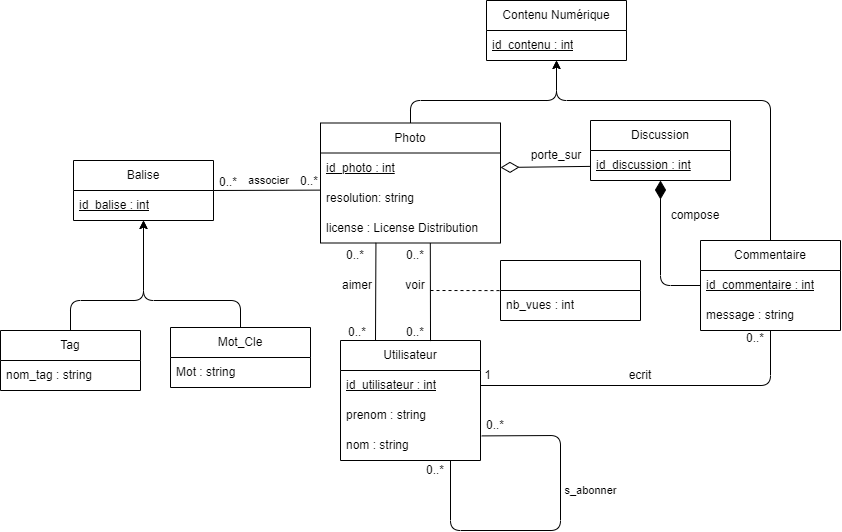 Contenu Numérique
id_contenu : int
Photo
id_photo : int
resolution: string
license : License Distribution
porte_sur
Discussion
id_discussion : int
Balise
id_balise : int
0..*
associer
0..*
compose
Commentaire
id_commentaire : int
message : string
0..*
0..*
0..*
aimer
voir
nb_vues : int
0..*
0..*
Tag
nom_tag : string
Mot_Cle
Mot : string
Utilisateur
id_utilisateur : int
prenom : string
nom : string
1
ecrit
0..*
0..*
s_abonner